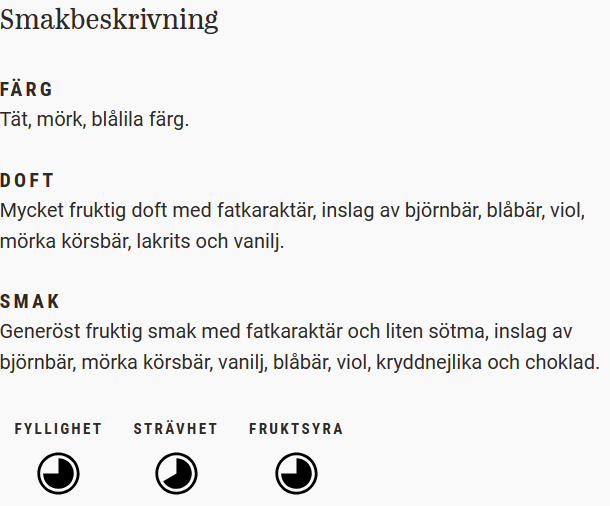 Smakbeskrivning
FÄRG
Tät, mörk, blålila färg.
DOFT
Mycket fruktig doft med fatkaraktär, inslag av björnbär, blåbär, viol,
mörka körsbär, lakrits och vanilj.
SMAK
Generöst fruktig smak med fatkaraktär och liten sötma, inslag av
björnbär, mörka körsbär, vanilj, blåbär, viol, kryddnejlika och choklad.
FYLLIGHET STRÄVHET FRUKTSYRA